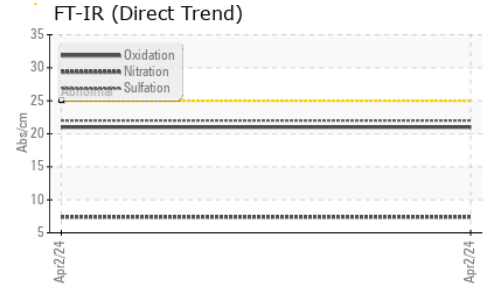 FT-IR (Direct Trend)
35
30
25
20
15
10
5
Abs/cm
Oxidation
Nitration
Sulfation
Abnormal
Apr2/24
Apr2/24